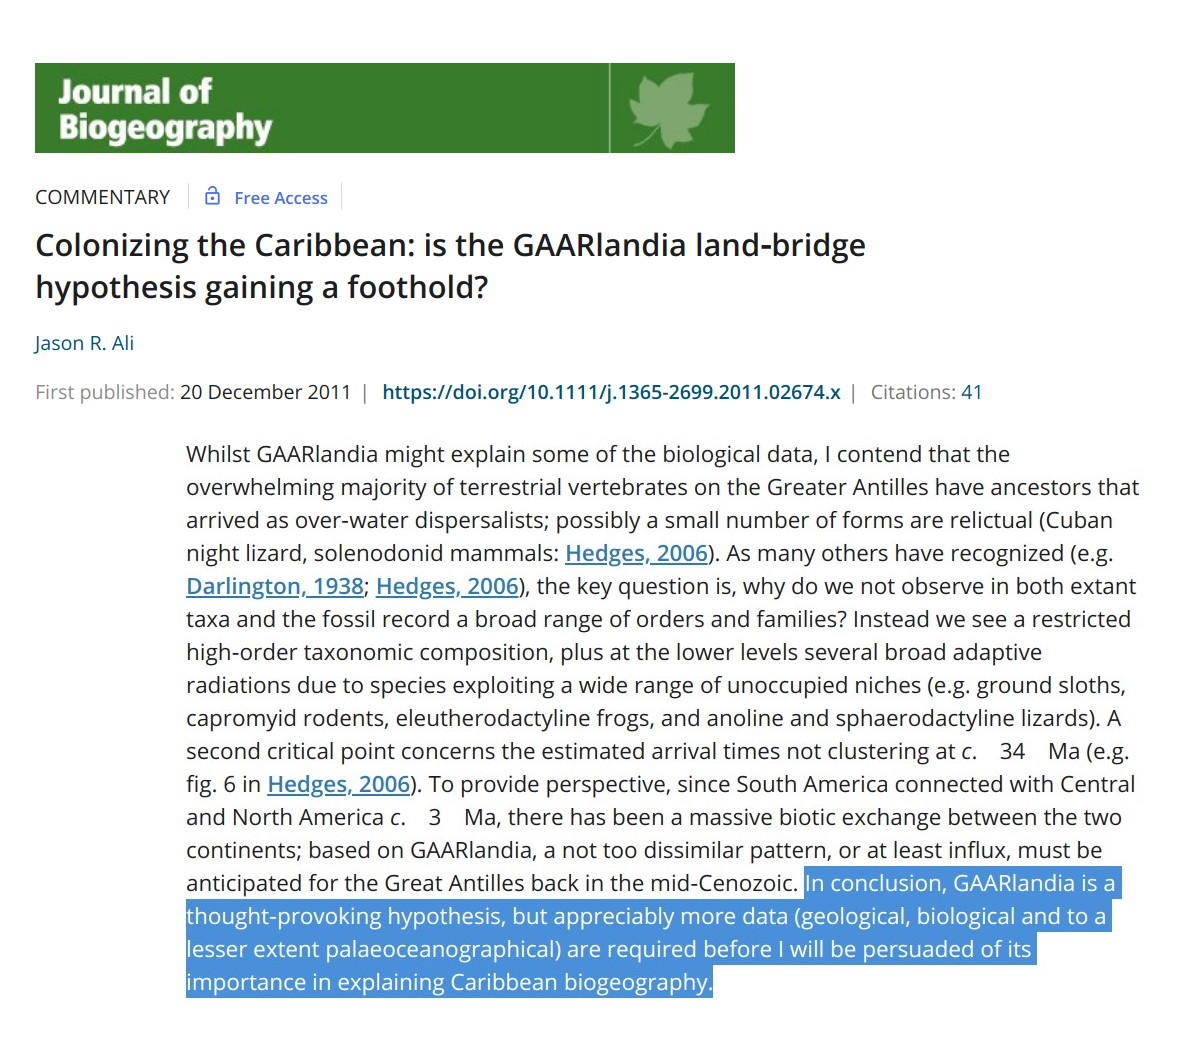 Journal of
Biogeography
COMMENTARY
Free Access
Colonizing the Caribbean: is the GAARlandia land-bridge
hypothesis gaining a foothold?
Jason R. Ali
First published: 20 December 2011 | https://doi.org/10.1111/j.1365-2699.2011.02674.x | Citations: 41
Whilst GAARlandia might explain some of the biological data, I contend that the
overwhelming majority of terrestrial vertebrates on the Greater Antilles have ancestors that
arrived as over-water dispersalists; possibly a small number of forms are relictual (Cuban
night lizard, solenodonid mammals: Hedges, 2006). As many others have recognized (e.g.
Darlington, 1938; Hedges, 2006), the key question is, why do we not observe in both extant
taxa and the fossil record a broad range of orders and families? Instead we see a restricted
high-order taxonomic composition, plus at the lower levels several broad adaptive
radiations due to species exploiting a wide range of unoccupied niches (e.g. ground sloths,
capromyid rodents, eleutherodactyline frogs, and anoline and sphaerodactyline lizards). A
second critical point concerns the estimated arrival times not clustering at c. 34 Ma (e.g.
fig. 6 in Hedges, 2006). To provide perspective, since South America connected with Central
and North America c. 3 Ma, there has been a massive biotic exchange between the two
continents; based on GAARlandia, a not too dissimilar pattern, or at least influx, must be
anticipated for the Great Antilles back in the mid-Cenozoic. In conclusion, GAARlandia is a
thought-provoking hypothesis, but appreciably more data (geological, biological and to a
lesser extent palaeoceanographical) are required before I will be persuaded of its
importance in explaining Caribbean biogeography.